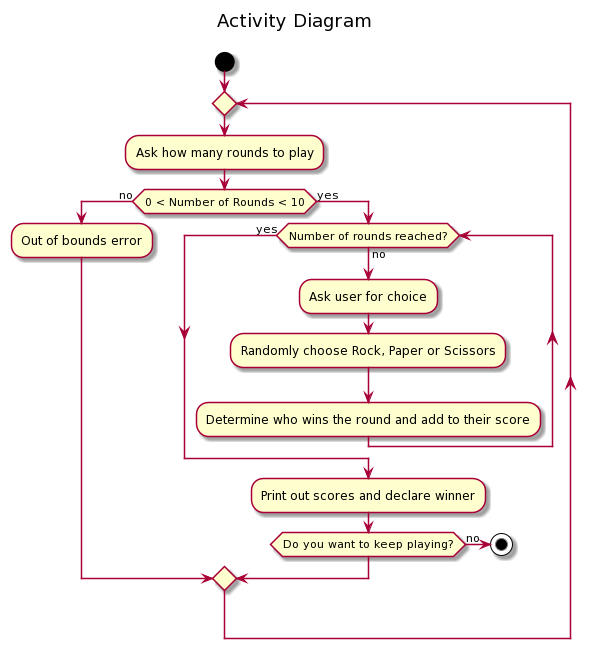 Activity Diagram
Ask how many rounds to play
no
0 < Number of Rounds < 10
yes
Out of bounds error
yes
Number of rounds reached?
no
Ask user for choice
Randomly choose Rock, Paper or Scissors
Determine who wins the round and add to their score
Print out scores and declare winner
Do you want to keep playing?
no